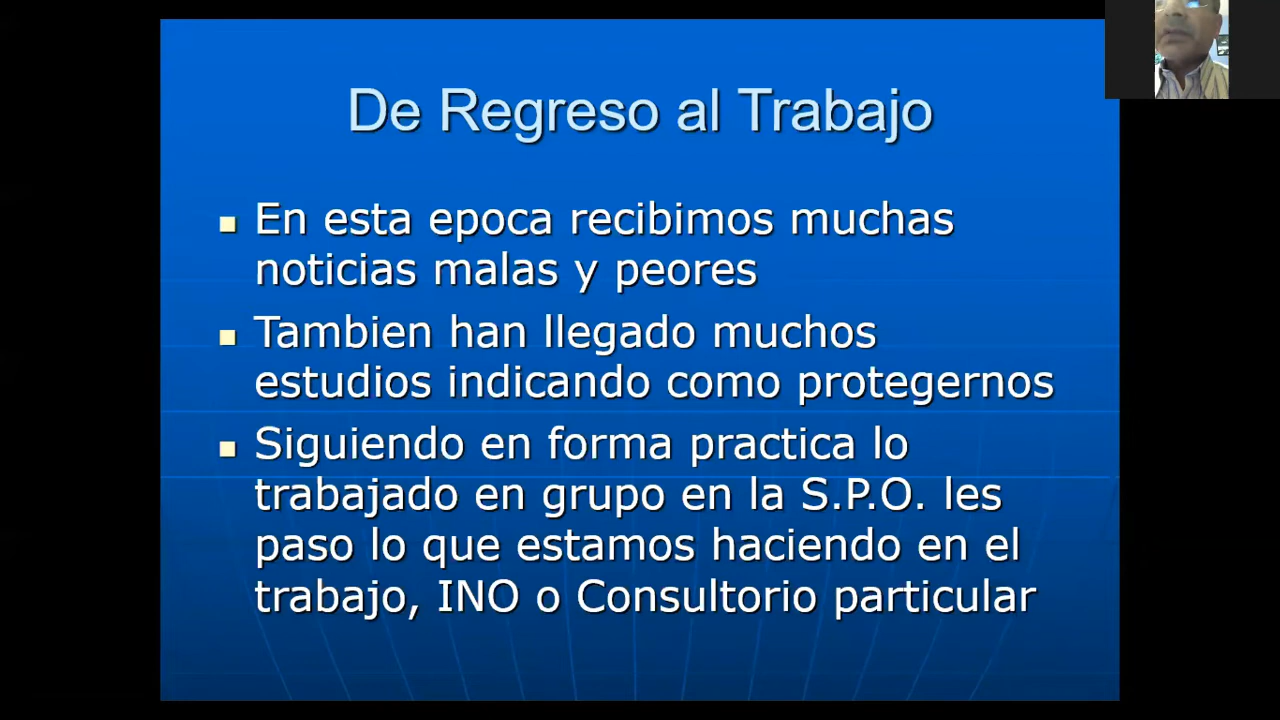 De Regreso al Trabajo
En esta epoca recibimos muchas
noticias malas y peores
Tambien han llegado muchos
estudios indicando como protegernos
Siguiendo en forma practica lo
trabajado en grupo en la S.P.O. les
paso lo que estamos haciendo en el
trabajo, INO o Consultorio particular